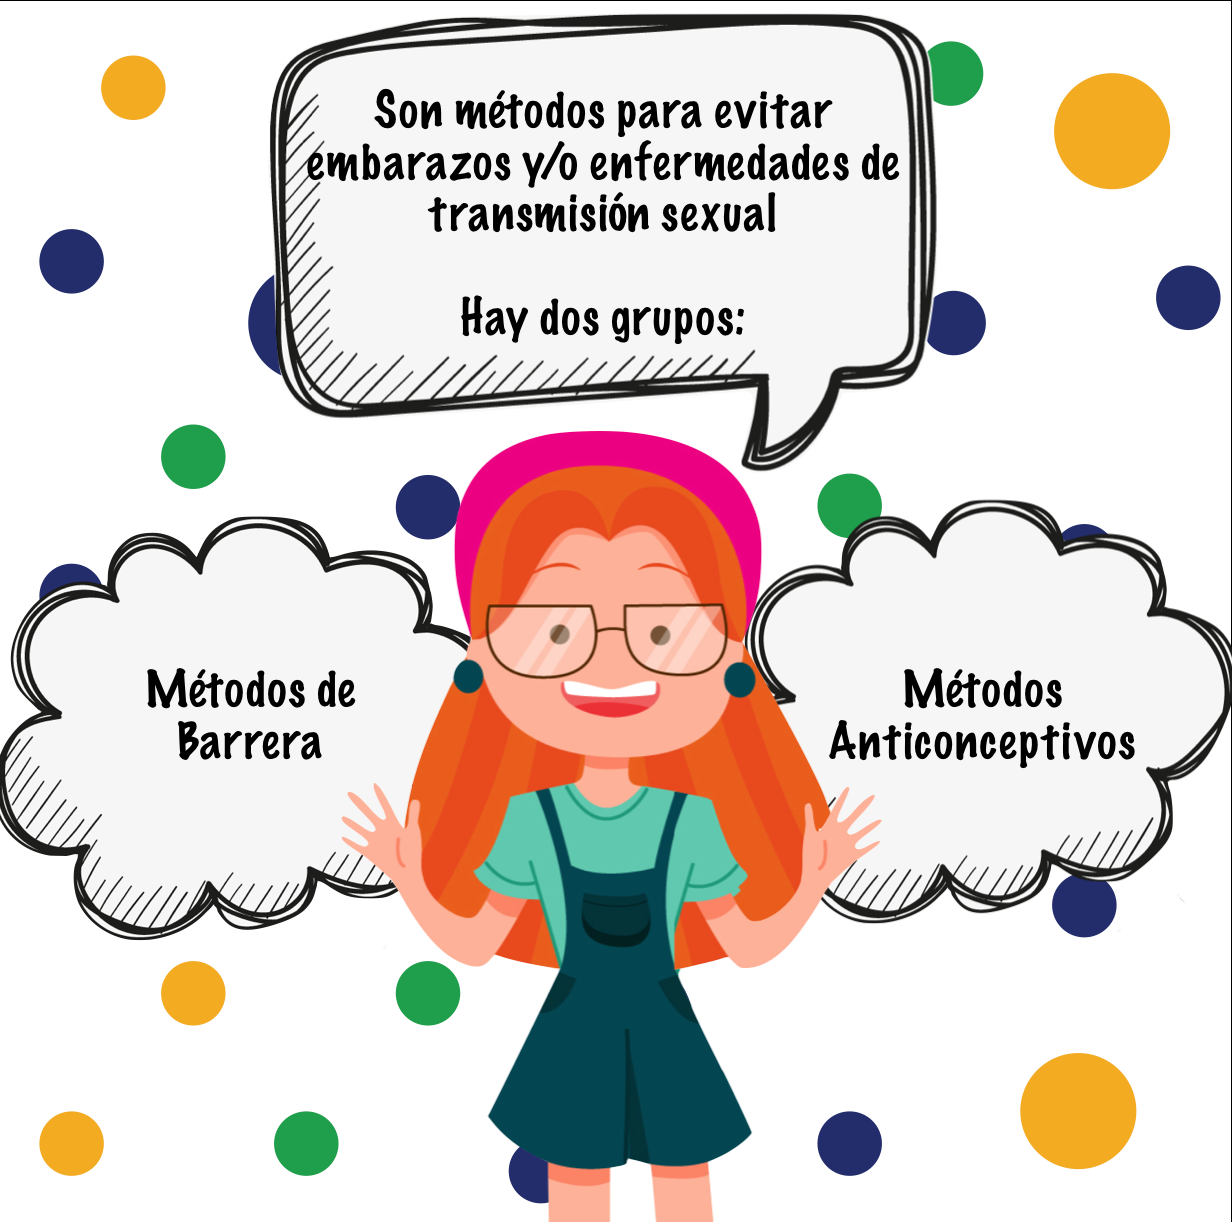 Son métodos para evitar
embarazos y/o enfermedades de
transmisión sexual
Hay dos grupos:
Métodos de
Barrera
Métodos
Anticonceptivos